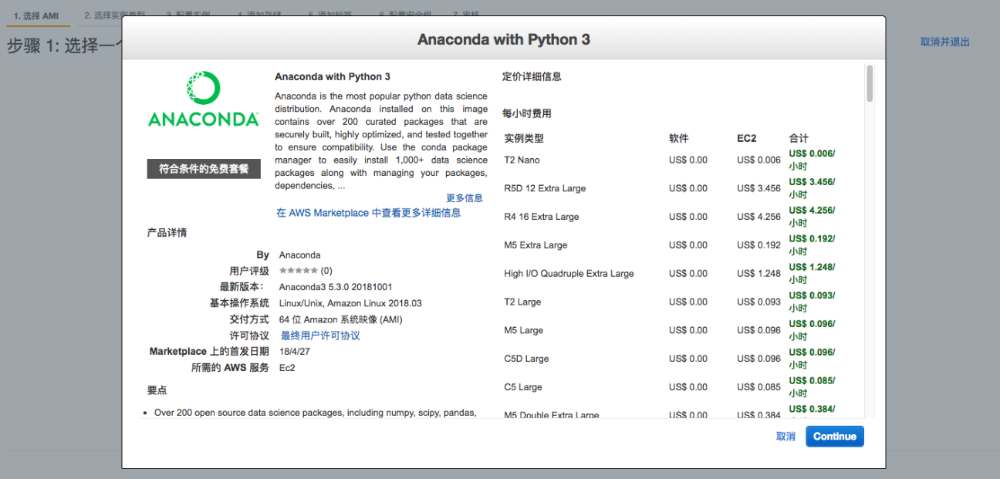 1. 选择 AMI
2. 选择实例类型
3. 配置实例
4. 添加存储
5. 添加标签
6. 配置安全组
7. 审核
步骤 1: 选择一个
取消并退出
Anaconda with Python 3
ANACONDA
符合条件的免费套餐
Anaconda with Python 3
Anaconda is the most popular python data science
distribution. Anaconda installed on this image
contains over 200 curated packages that are
securely built, highly optimized, and tested together
to ensure compatibility. Use the conda package
manager to easily install 1,000+ data science
packages along with managing your packages,
dependencies, ...
更多信息
在 AWS Marketplace 中查看更多详细信息
产品详情
By Anaconda
用户评级 (0)
最新版本： Anaconda3 5.3.0 20181001
基本操作系统 Linux/Unix, Amazon Linux 2018.03
交付方式 64 位 Amazon 系统映像 (AMI)
许可协议 最终用户许可协议
Marketplace 上的首发日期 18/4/27
所需的 AWS 服务 Ec2
要点
Over 200 open source data science packages, including numpy, scipy, pandas,
定价详细信息
每小时费用
实例类型 软件 EC2 合计
T2 Nano US$ 0.00 US$ 0.006 US$ 0.006/
小时
R5D 12 Extra Large US$ 0.00 US$ 3.456 US$ 3.456/
小时
R4 16 Extra Large US$ 0.00 US$ 4.256 US$ 4.256/
小时
M5 Extra Large US$ 0.00 US$ 0.192 US$ 0.192/
小时
High I/O Quadruple Extra Large US$ 0.00 US$ 1.248 US$ 1.248/
小时
T2 Large US$ 0.00 US$ 0.093 US$ 0.093/
小时
M5 Large US$ 0.00 US$ 0.096 US$ 0.096/
小时
C5D Large US$ 0.00 US$ 0.096 US$ 0.096/
小时
C5 Large US$ 0.00 US$ 0.085 US$ 0.085/
小时
M5 Double Extra Large US$ 0.00 US$ 0.384 US$ 0.384/
取消
Continue